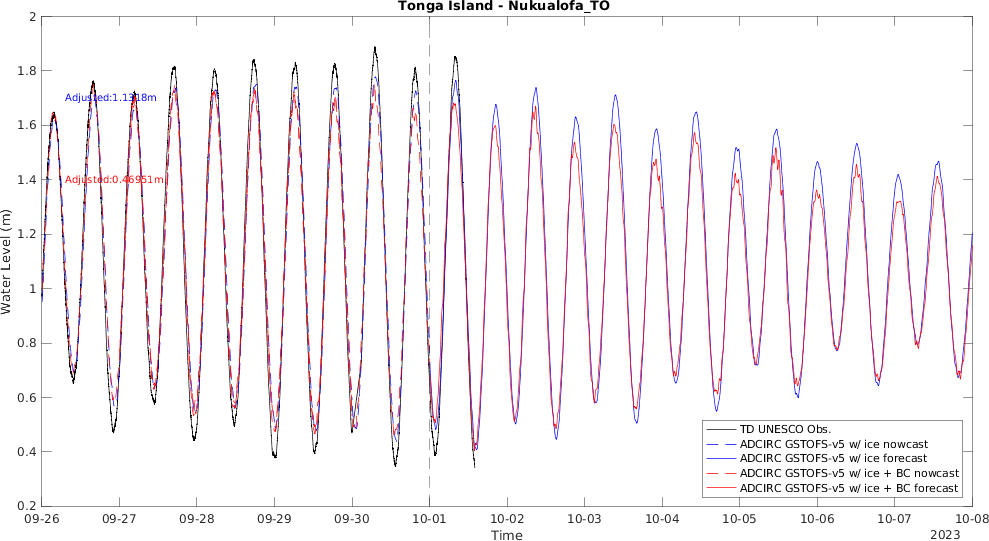 Tonga Island - Nukualofa_TO
Water Level (m)
2
1.8
1.6
1.4
1.2
1
0.8
0.6
0.4
0.2
Adjusted:1.1318m
Adjusted:0.46951m
TD UNESCO Obs.
ADCIRC GSTOFS-v5 w/ ice nowcast
ADCIRC GSTOFS-v5 w/ ice forecast
ADCIRC GSTOFS-v5 w/ ice + BC nowcast
ADCIRC GSTOFS-v5 w/ ice + BC forecast
09-26 09-27 09-28 09-29 09-30 10-01 10-02 10-03 10-04 10-05 10-06 10-07 10-08
Time
2023